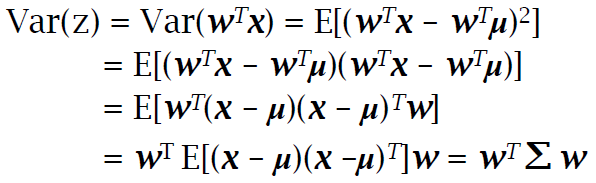 Var(z) = Var(wᵀx) = E[(wᵀx – wᵀμ)²]
= E[(wᵀx – wᵀμ)(wᵀx – wᵀμ)]
= E[wᵀ(x – μ)(x – μ)ᵀw]
= wᵀ E[(x – μ)(x –μ)ᵀ]w = wᵀ Σ w